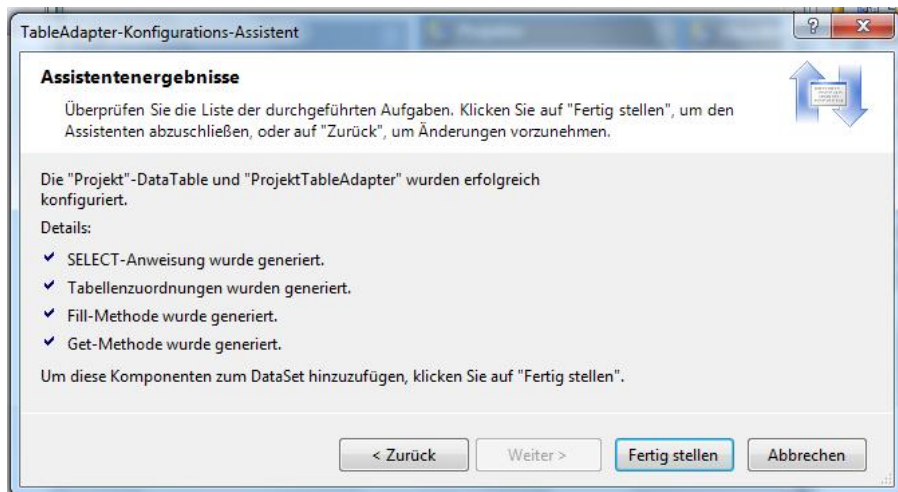 TableAdapter-Konfigurations-Assistent
Assistentenergebnisse
Überprüfen Sie die Liste der durchgeführten Aufgaben. Klicken Sie auf "Fertig stellen", um den
Assistenten abzuschließen, oder auf "Zurück", um Änderungen vorzunehmen.
Die "Projekt"-DataTable und "ProjektTableAdapter" wurden erfolgreich
konfiguriert.
Details:
SELECT-Anweisung wurde generiert.
Tabellenzuordnungen wurden generiert.
Fill-Methode wurde generiert.
Get-Methode wurde generiert.
Um diese Komponenten zum DataSet hinzuzufügen, klicken Sie auf "Fertig stellen".
< Zurück Weiter > Fertig stellen Abbrechen